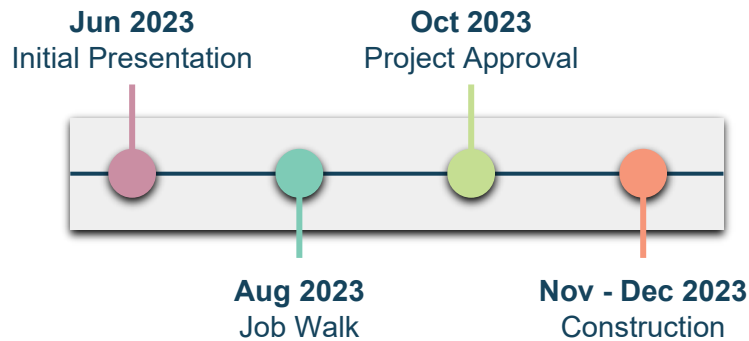 Jun 2023
Initial Presentation
Oct 2023
Project Approval
Aug 2023
Job Walk
Nov - Dec 2023
Construction